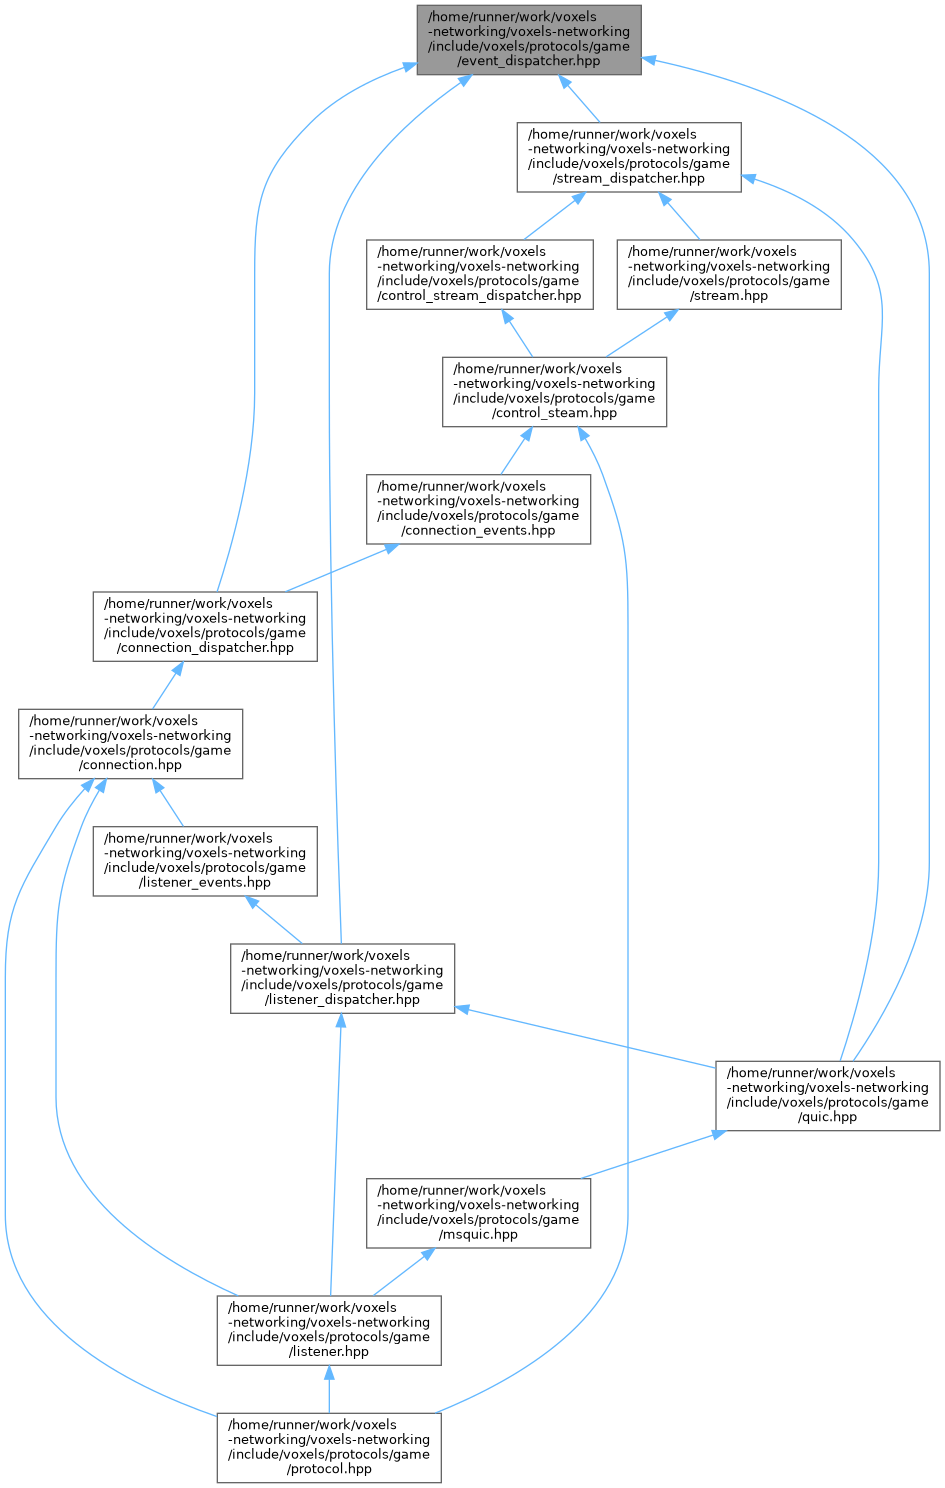 /home/runner/work/voxels
-networking/voxels-networking
/include/voxels/protocols/game
/event_dispatcher.hpp
/home/runner/work/voxels
-networking/voxels-networking
/include/voxels/protocols/game
/stream_dispatcher.hpp
/home/runner/work/voxels
-networking/voxels-networking
/include/voxels/protocols/game
/control_stream_dispatcher.hpp
/home/runner/work/voxels
-networking/voxels-networking
/include/voxels/protocols/game
/stream.hpp
/home/runner/work/voxels
-networking/voxels-networking
/include/voxels/protocols/game
/control_steam.hpp
/home/runner/work/voxels
-networking/voxels-networking
/include/voxels/protocols/game
/connection_events.hpp
/home/runner/work/voxels
-networking/voxels-networking
/include/voxels/protocols/game
/connection_dispatcher.hpp
/home/runner/work/voxels
-networking/voxels-networking
/include/voxels/protocols/game
/connection.hpp
/home/runner/work/voxels
-networking/voxels-networking
/include/voxels/protocols/game
/listener_events.hpp
/home/runner/work/voxels
-networking/voxels-networking
/include/voxels/protocols/game
/listener_dispatcher.hpp
/home/runner/work/voxels
-networking/voxels-networking
/include/voxels/protocols/game
/quic.hpp
/home/runner/work/voxels
-networking/voxels-networking
/include/voxels/protocols/game
/msquic.hpp
/home/runner/work/voxels
-networking/voxels-networking
/include/voxels/protocols/game
/listener.hpp
/home/runner/work/voxels
-networking/voxels-networking
/include/voxels/protocols/game
/protocol.hpp